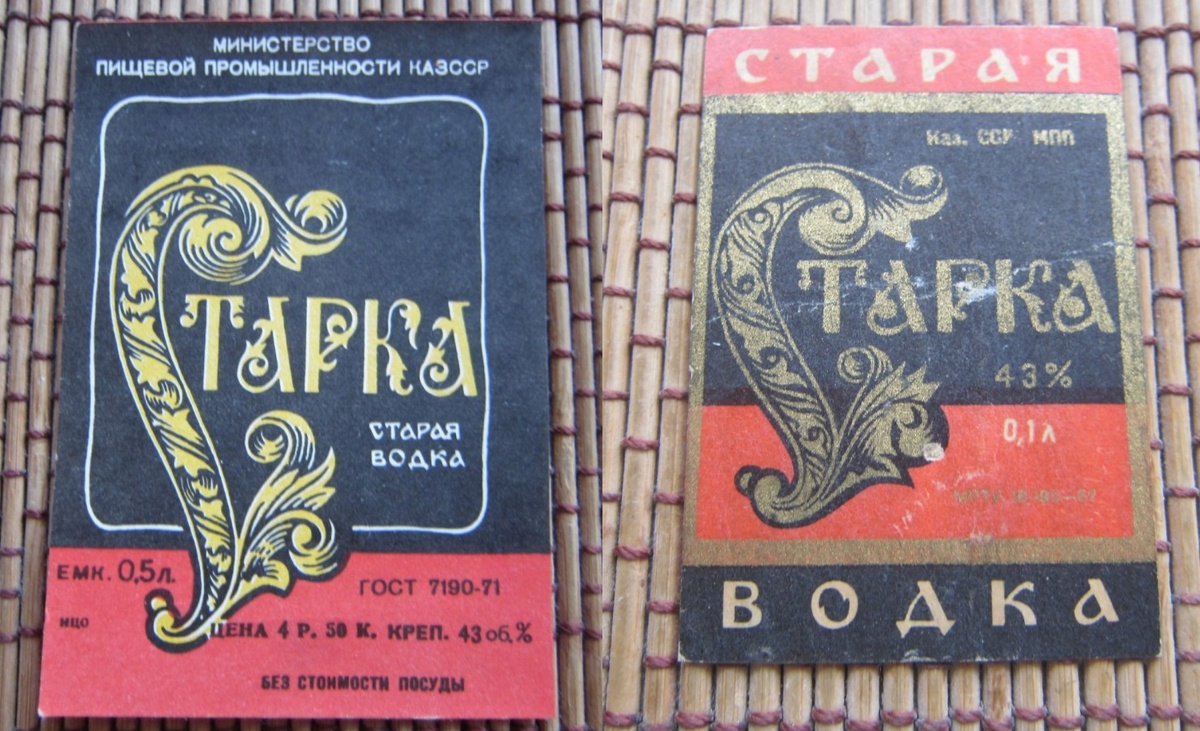 МИНИСТЕРСТВО
ПИЩЕВОЙ ПРОМЫШЛЕННОСТИ КАЗССР
СТАРКА
СТАРАЯ
ВОДКА
ЕМК. 0,5л.
ГОСТ 7190-71
ИЦО
ЦЕНА 4 Р. 50 К. КРЕП. 43 об.%
БЕЗ СТОИМОСТИ ПОСУДЫ
СТАРАЯ
Каз. ССР МПП
СТАРКА
43%
0,1 л
ВОДКА